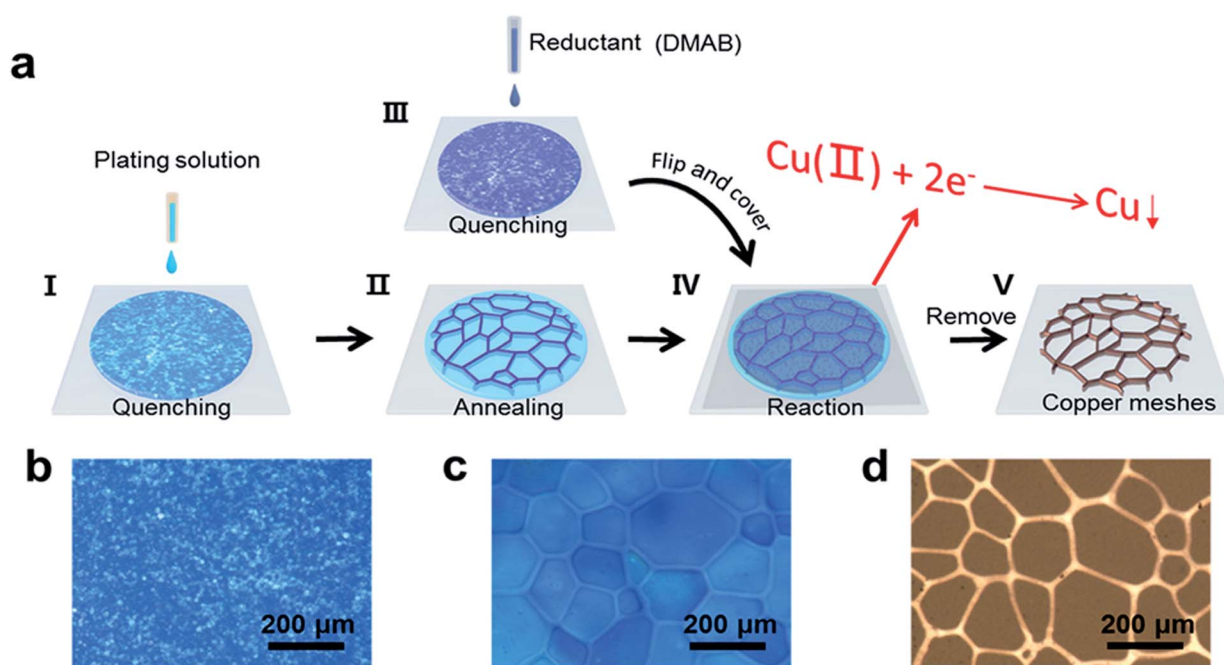 a
Reductant (DMAB)
III
Plating solution
Quenching
Flip and cover
Cu(II) + 2e⁻ → Cu↓
I
II
IV
V
Remove
Quenching
Annealing
Reaction
Copper meshes
b
c
d
200 μm
200 μm
200 μm